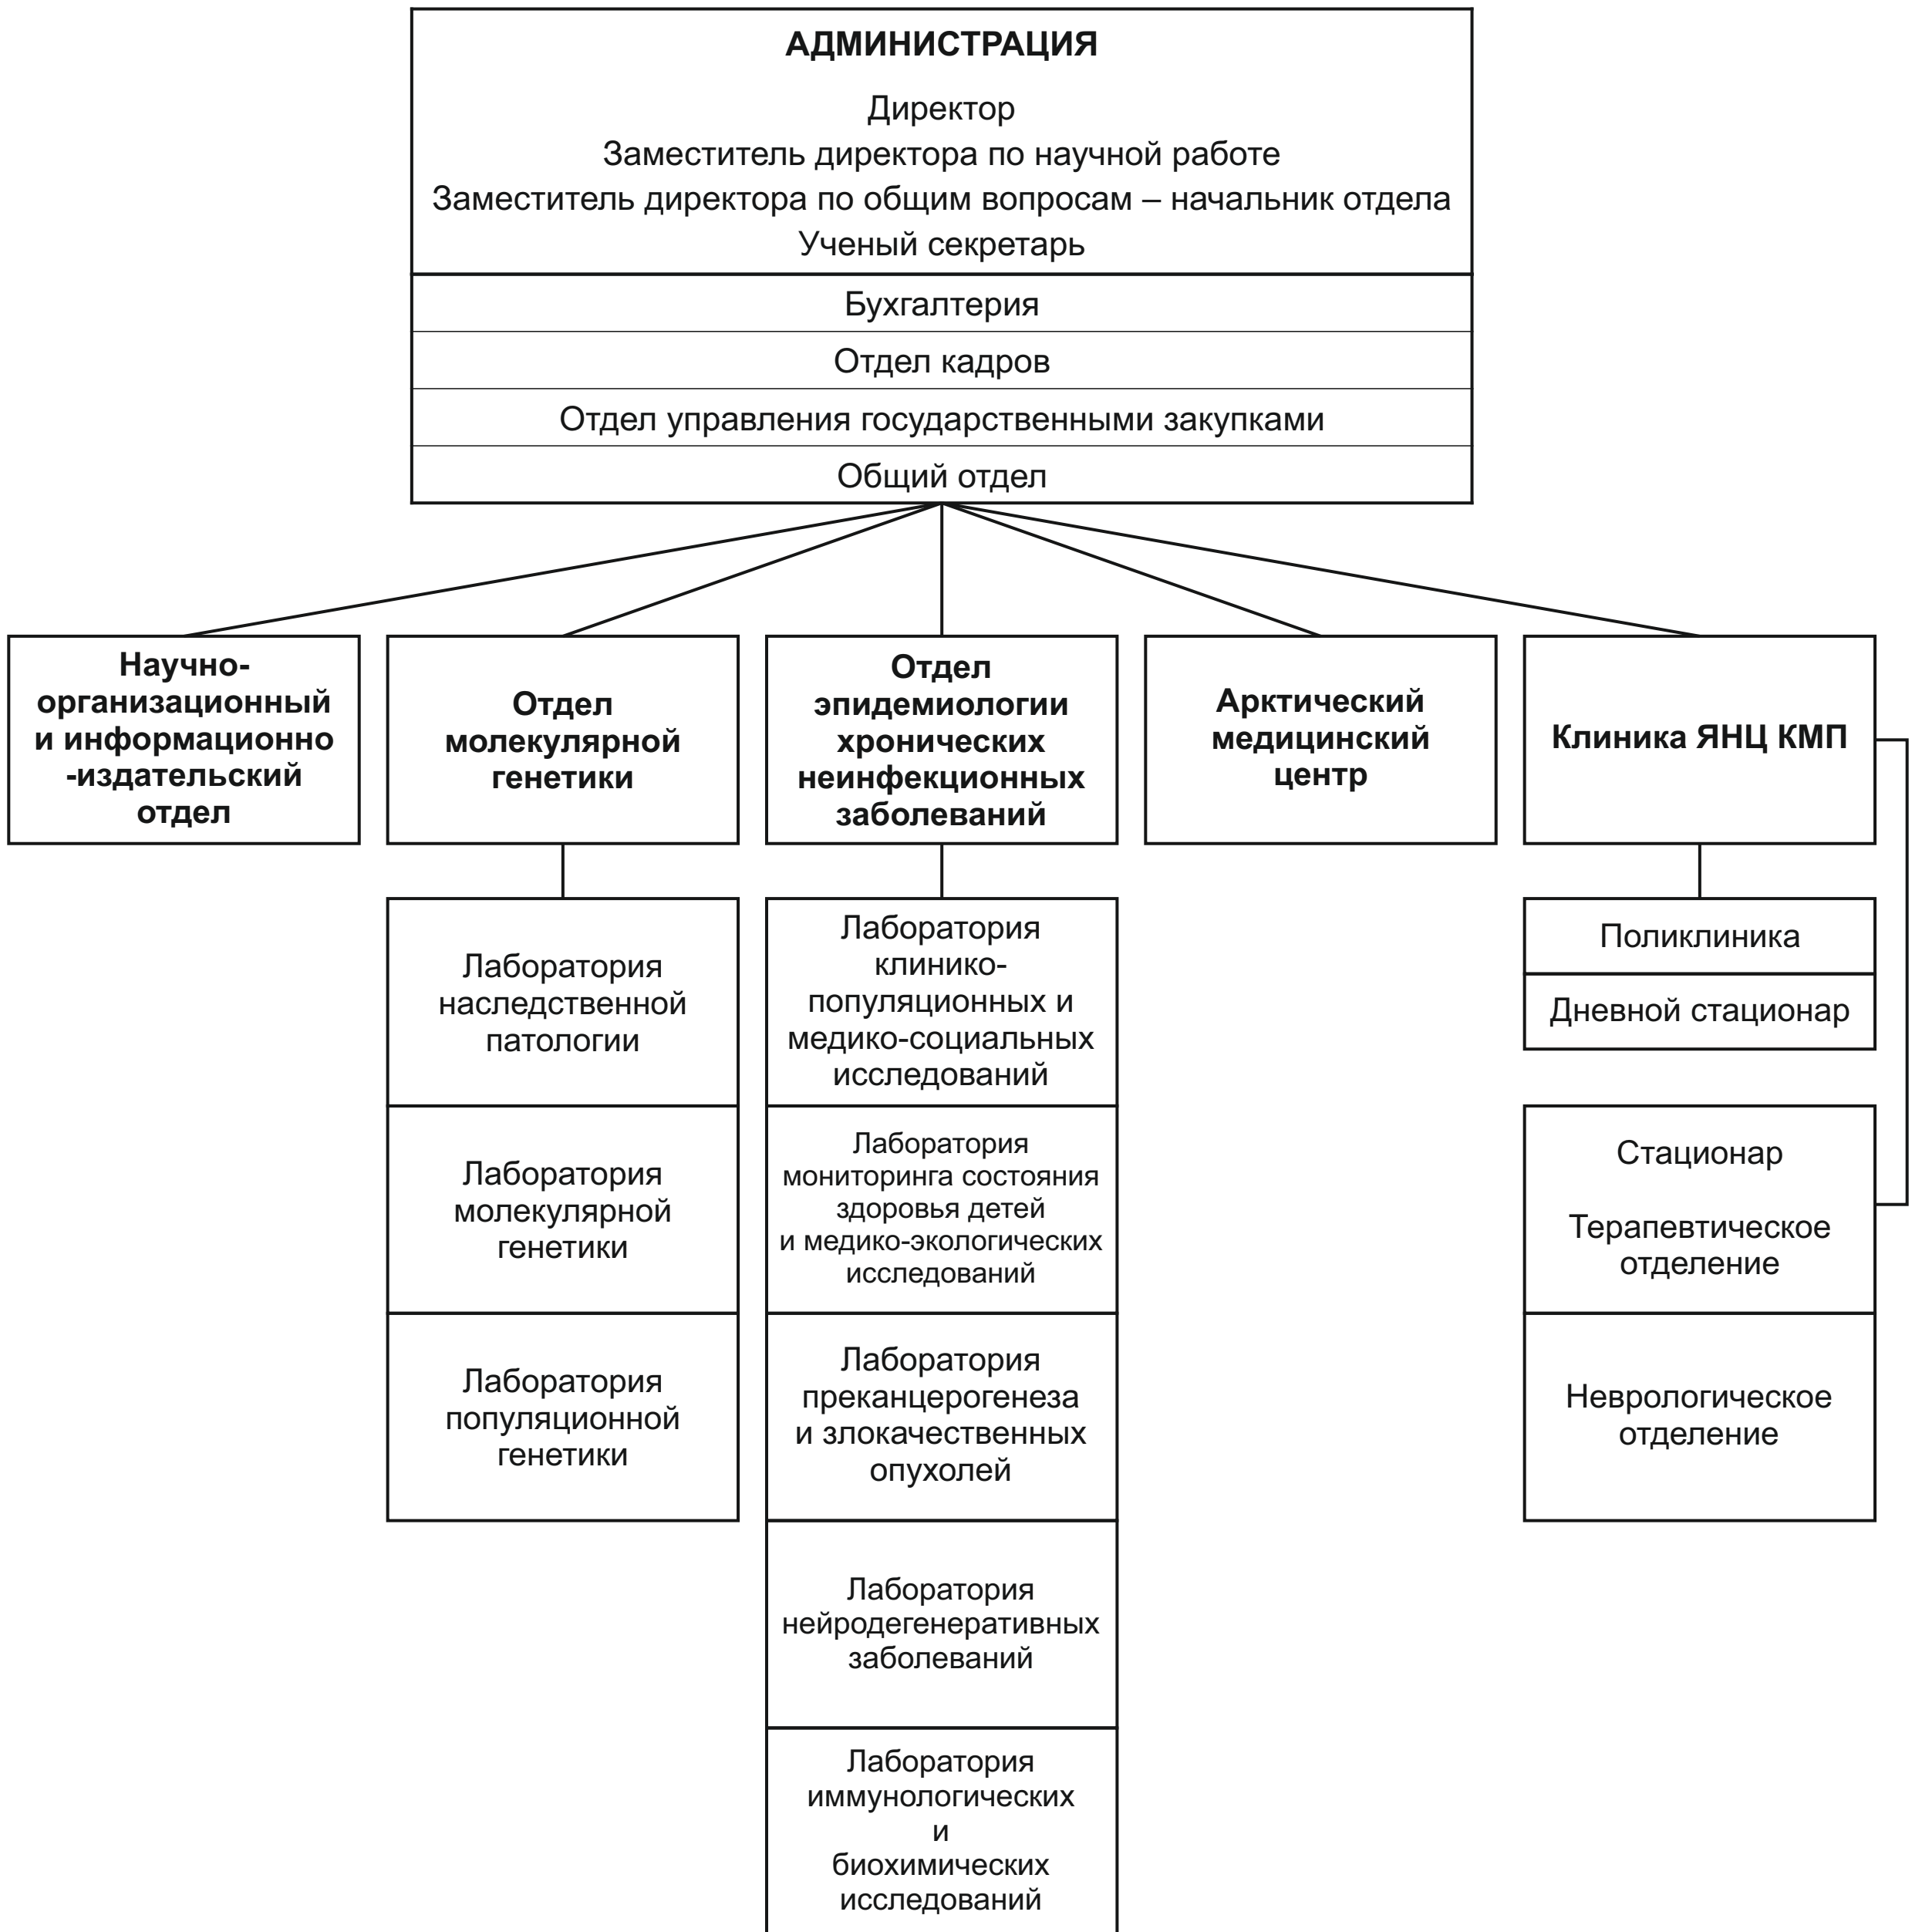 АДМИНИСТРАЦИЯ
Директор
Заместитель директора по научной работе
Заместитель директора по общим вопросам – начальник отдела
Ученый секретарь
Бухгалтерия
Отдел кадров
Отдел управления государственными закупками
Общий отдел
Научно-
организационный
и информационно
-издательский
отдел
Отдел
молекулярной
генетики
Отдел
эпидемиологии
хронических
неинфекционных
заболеваний
Арктический
медицинский
центр
Клиника ЯНЦ КМП
Лаборатория
наследственной
патологии
Лаборатория
молекулярной
генетики
Лаборатория
популяционной
генетики
Лаборатория
клинико-
популяционных и
медико-социальных
исследований
Лаборатория
мониторинга состояния
здоровья детей
и медико-экологических
исследований
Лаборатория
преканцерогенеза
и злокачественных
опухолей
Лаборатория
нейродегенеративных
заболеваний
Лаборатория
иммунологических
и
биохимических
исследований
Поликлиника
Дневной стационар
Стационар
Терапевтическое
отделение
Неврологическое
отделение